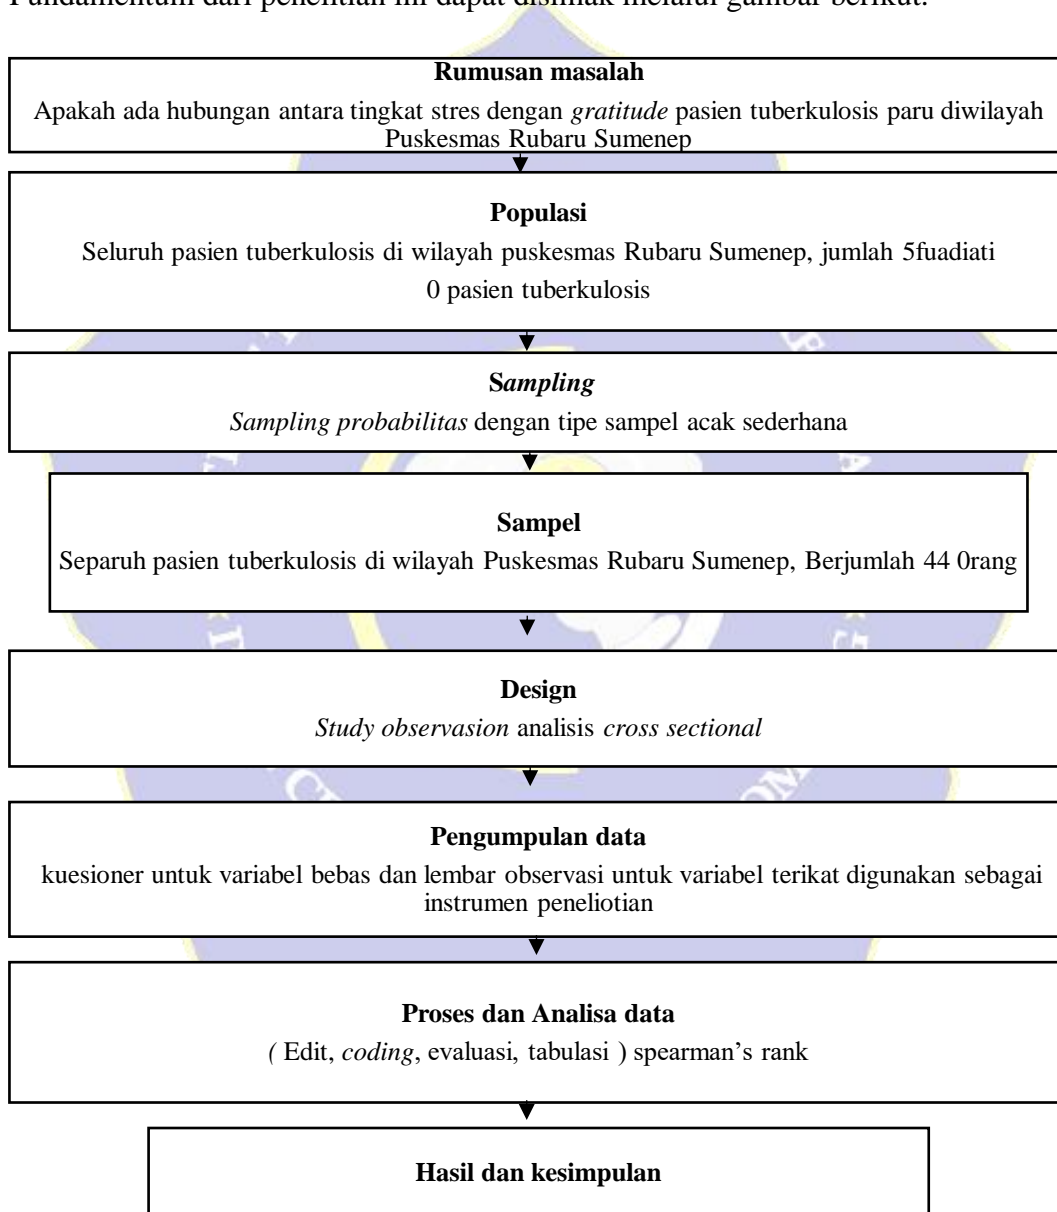 Fundamentum dari penelitian ini dapat disimak melalui gambar berikut.
Rumusan masalah
Apakah ada hubungan antara tingkat stres dengan gratitude pasien tuberkulosis paru diwilayah
Puskesmas Rubaru Sumenep
Populasi
Seluruh pasien tuberkulosis di wilayah puskesmas Rubaru Sumenep, jumlah 5fuadiati
0 pasien tuberkulosis
Sampling
Sampling probabilitas dengan tipe sampel acak sederhana
Sampel
Separuh pasien tuberkulosis di wilayah Puskesmas Rubaru Sumenep, Berjumlah 44 0rang
Design
Study observasion analisis cross sectional
Pengumpulan data
kuesioner untuk variabel bebas dan lembar observasi untuk variabel terikat digunakan sebagai
instrumen peneliotian
Proses dan Analisa data
( Edit, coding, evaluasi, tabulasi ) spearman’s rank
Hasil dan kesimpulan